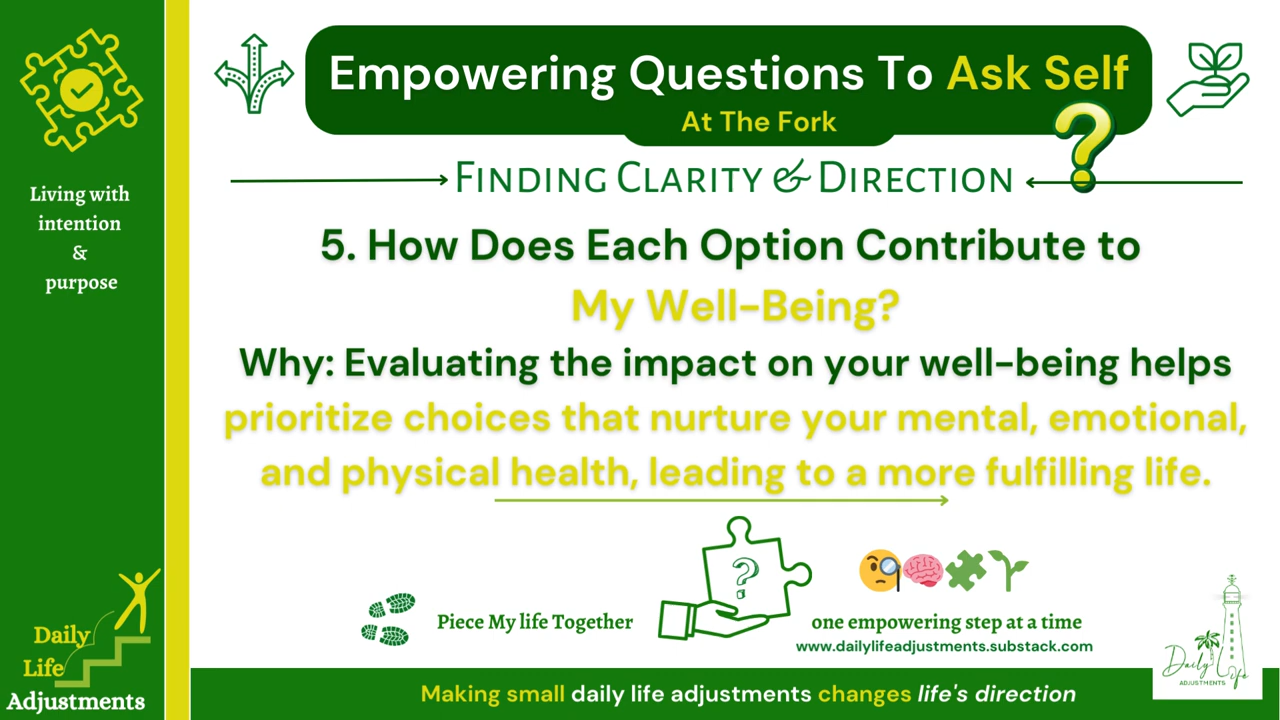 Living with
intention
&
purpose
Daily
Life
Adjustments
Empowering Questions To Ask Self
At The Fork
?
Finding Clarity & Direction
5. How Does Each Option Contribute to
My Well-Being?
Why: Evaluating the impact on your well-being helps
prioritize choices that nurture your mental, emotional,
and physical health, leading to a more fulfilling life.
?
Piece My life Together
one empowering step at a time
www.dailylifeadjustments.substack.com
Daily Life
ADJUSTMENTS
Making small daily life adjustments changes life's direction